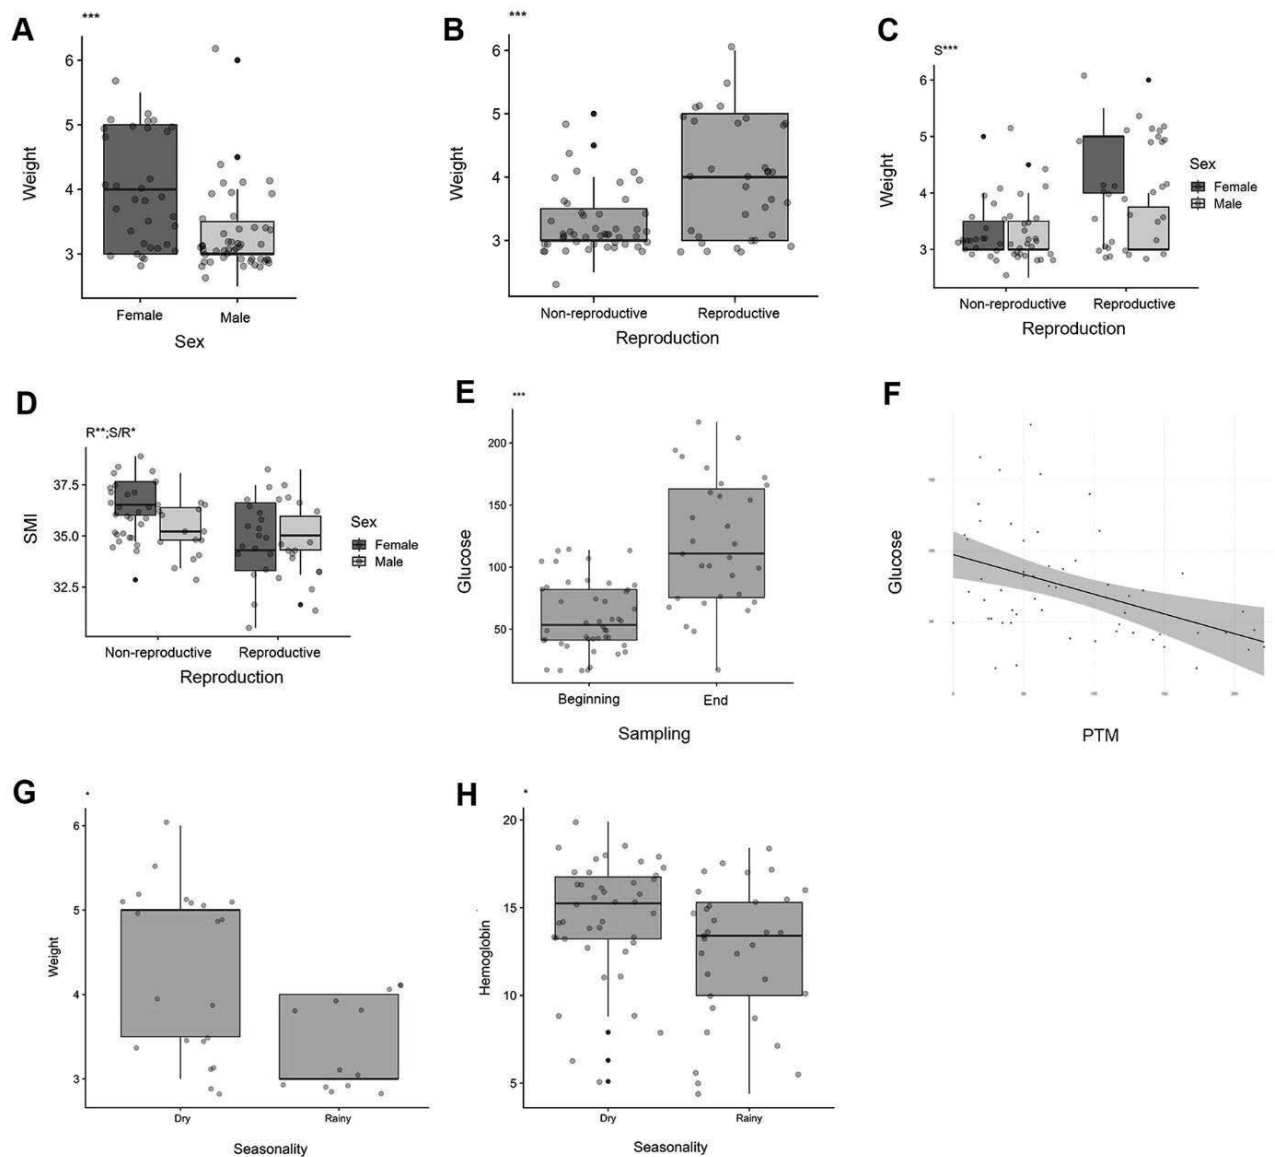 A
***
Weight
6
5
4
3
Female
Male
Sex
B
***
Weight
6
5
4
3
Non-reproductive
Reproductive
Reproduction
C
S***
Weight
6
5
4
3
Non-reproductive
Reproductive
Reproduction
Sex
Female
Male
D
R**;S/R*
SMI
37.5
35.0
32.5
Non-reproductive
Reproductive
Reproduction
Sex
Female
Male
E
***
Glucose
200
150
100
50
Beginning
End
Sampling
F
Glucose
PTM
G
*
Weight
6
5
4
3
Dry
Rainy
Seasonality
H
*
Hemoglobin
20
15
10
5
Dry
Rainy
Seasonality